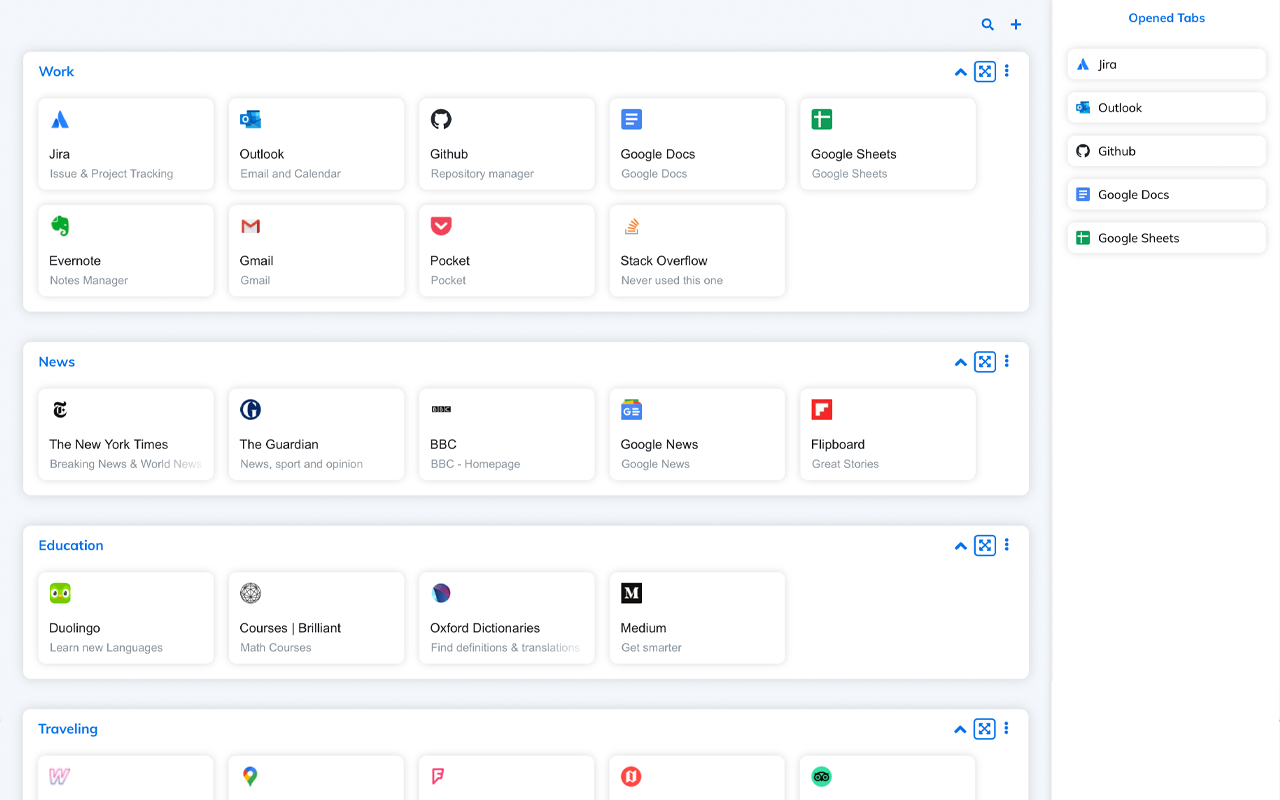 Opened Tabs
Work
Jira
Issue & Project Tracking
Outlook
Email and Calendar
Github
Repository manager
Google Docs
Google Docs
Google Sheets
Google Sheets
Evernote
Notes Manager
Gmail
Gmail
Pocket
Pocket
Stack Overflow
Never used this one
News
The New York Times
Breaking News & World News
The Guardian
News, sport and opinion
BBC
BBC
BBC - Homepage
Google News
Google News
Flipboard
Great Stories
Education
Duolingo
Learn new Languages
Courses | Brilliant
Math Courses
Oxford Dictionaries
Find definitions & translations
Medium
Get smarter
Traveling
Jira
Outlook
Github
Google Docs
Google Sheets